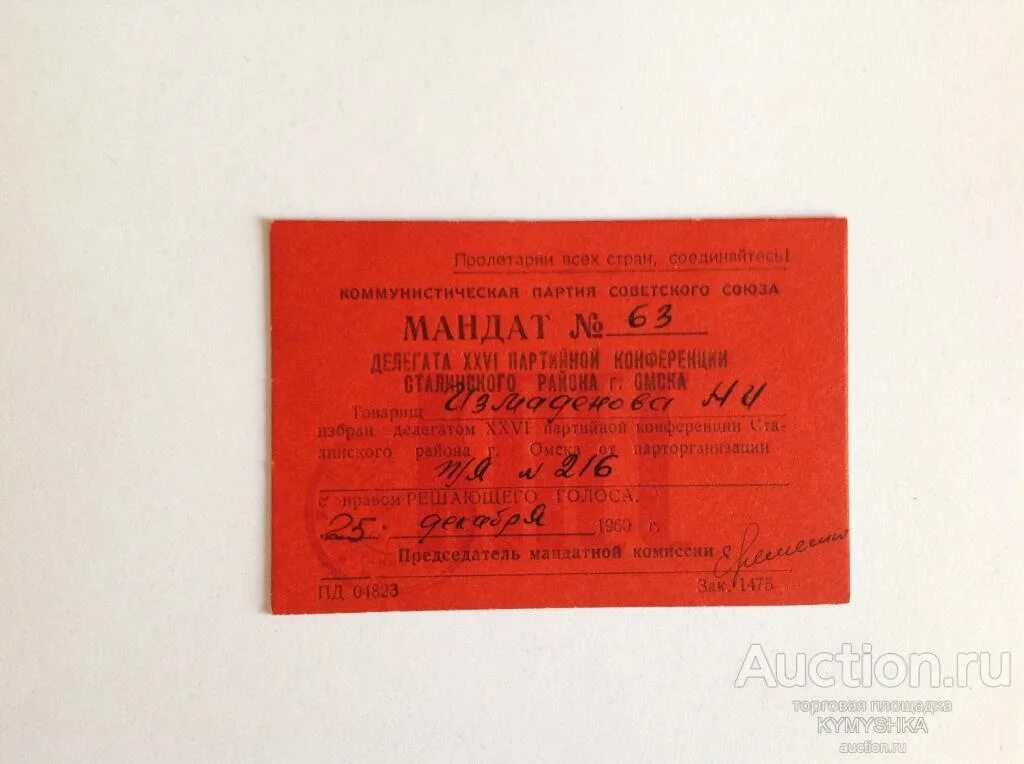 Пролетарии всех стран, соединяйтесь!
КОММУНИСТИЧЕСКАЯ ПАРТИЯ СОВЕТСКОГО СОЮЗА
МАНДАТ № 63
ДЕЛЕГАТА XXVI ПАРТИЙНОЙ КОНФЕРЕНЦИИ
СТАЛИНСКОГО РАЙОНА г. ОМСКА
Товарищ Измаденова Н И
избран делегатом XXVI партийной конференции Ста-
линского района г. Омска от парторганизации
п/я N 216
с правом РЕШАЮЩЕГО ГОЛОСА.
25. декабря 1960 г.
Председатель мандатной комиссии
ПД 04823 Зак. 1475
Auction.ru
торговая площадка
KYMYSHKA
auction.ru